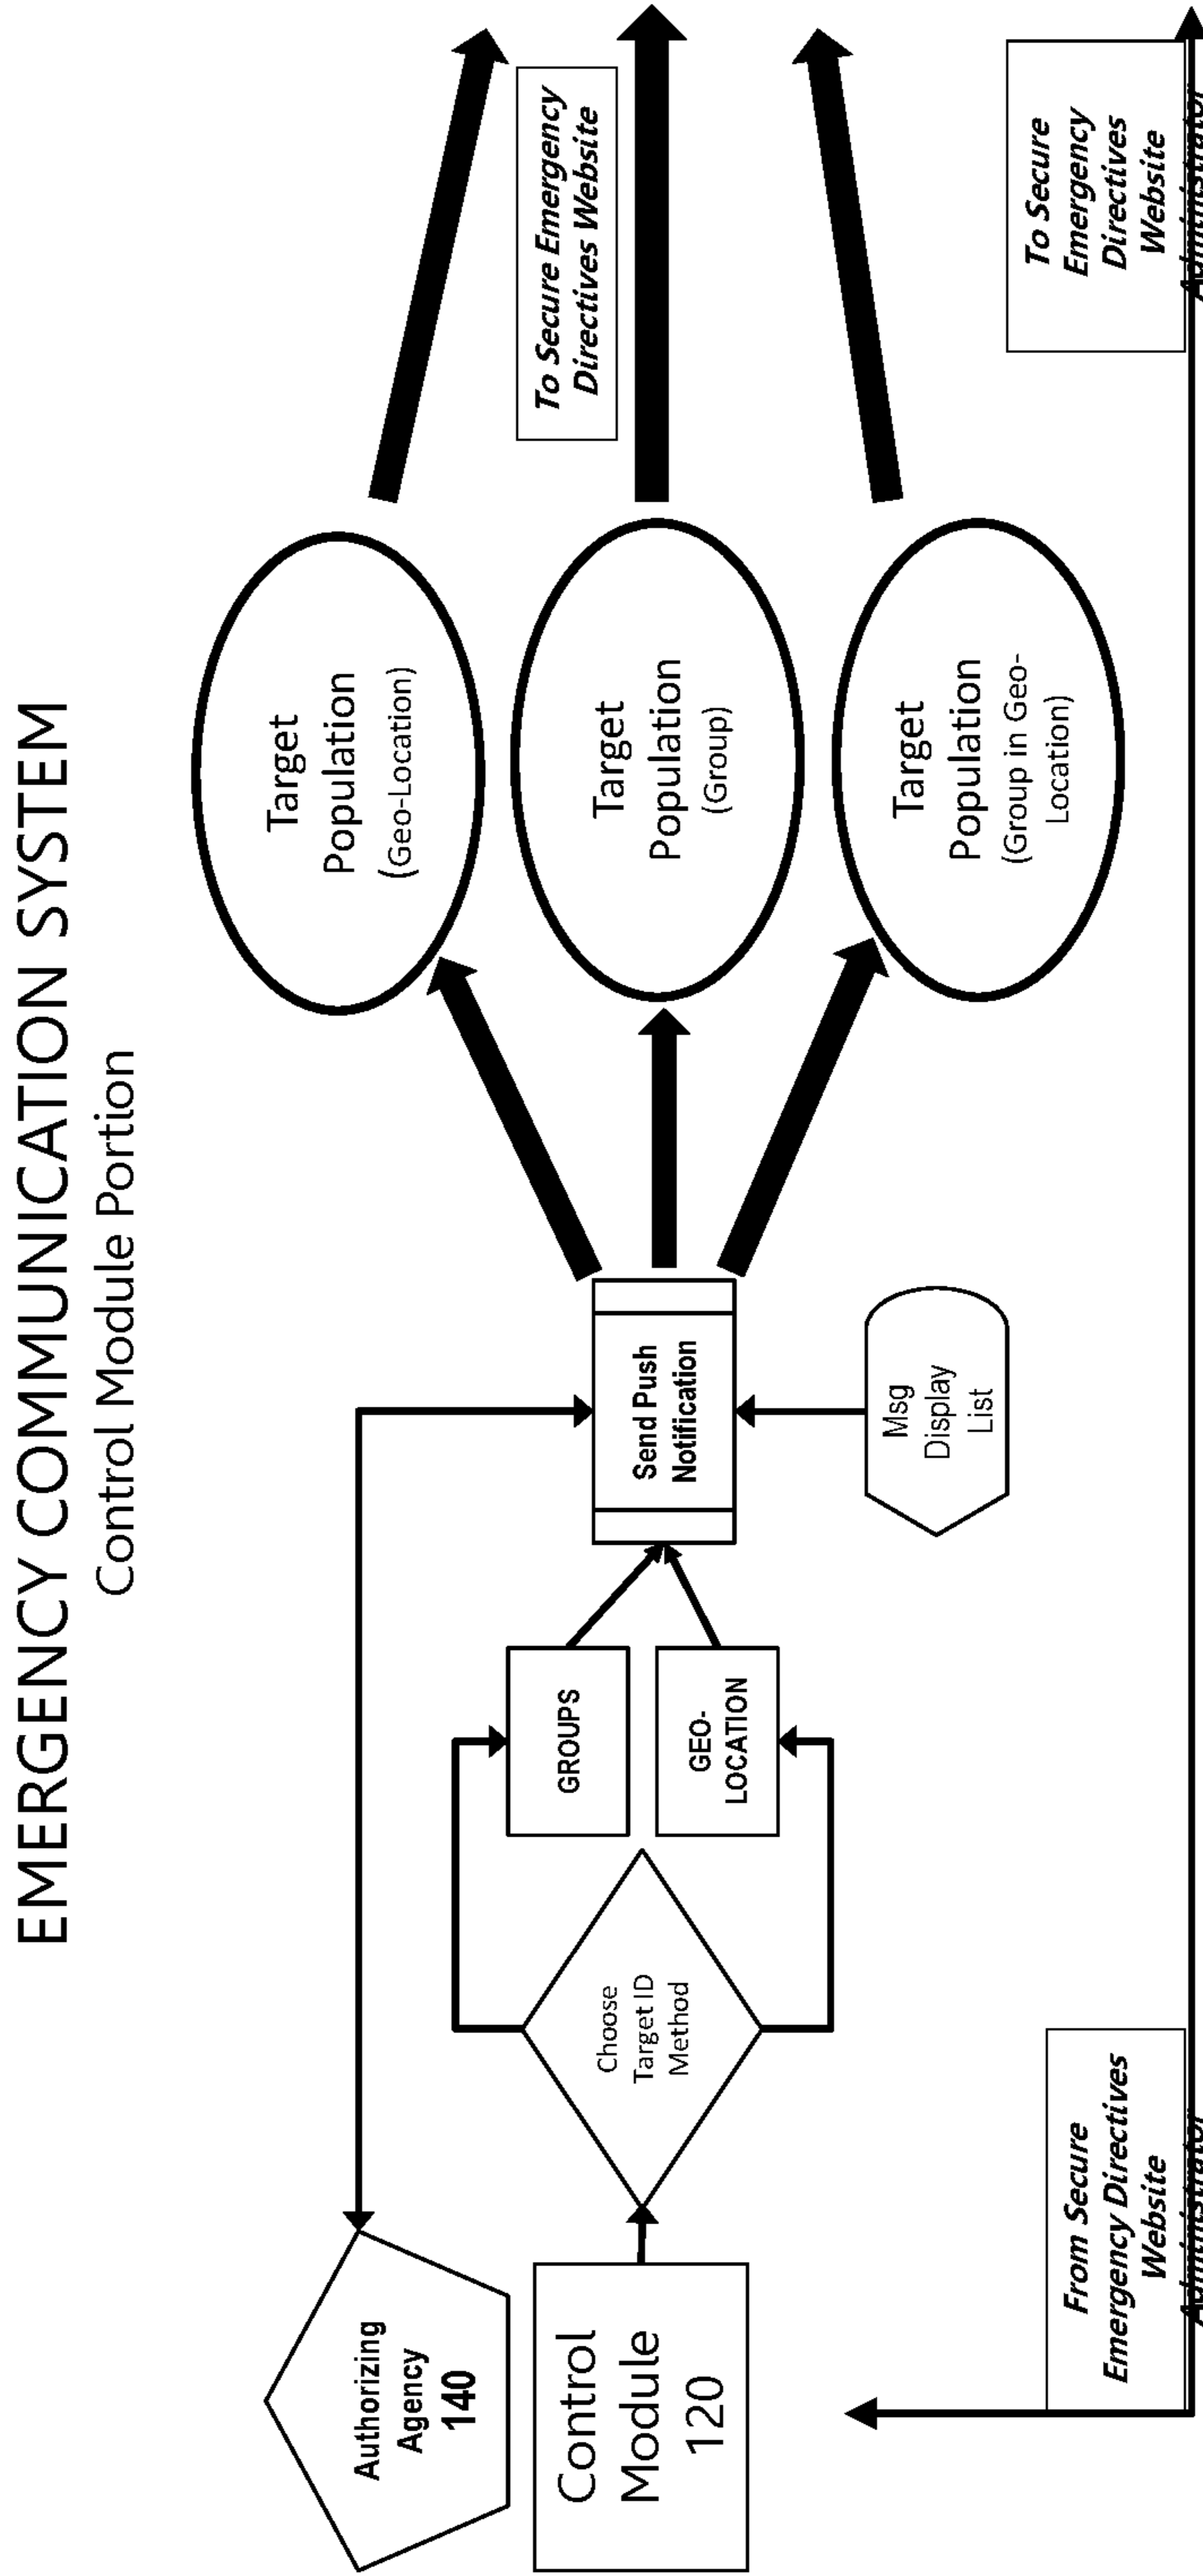 EMERGENCY COMMUNICATION SYSTEM
Control Module Portion
Authorizing
Agency
140
Control
Module
120
Choose
Target ID
Method
GROUPS
GEO-
LOCATION
Send Push
Notification
Msg
Display
List
Target
Population
(Geo-Location)
Target
Population
(Group)
Target
Population
(Group in Geo-
Location)
To Secure Emergency
Directives Website
From Secure
Emergency Directives
Website
Administrator
To Secure
Emergency
Directives
Website
Administrator